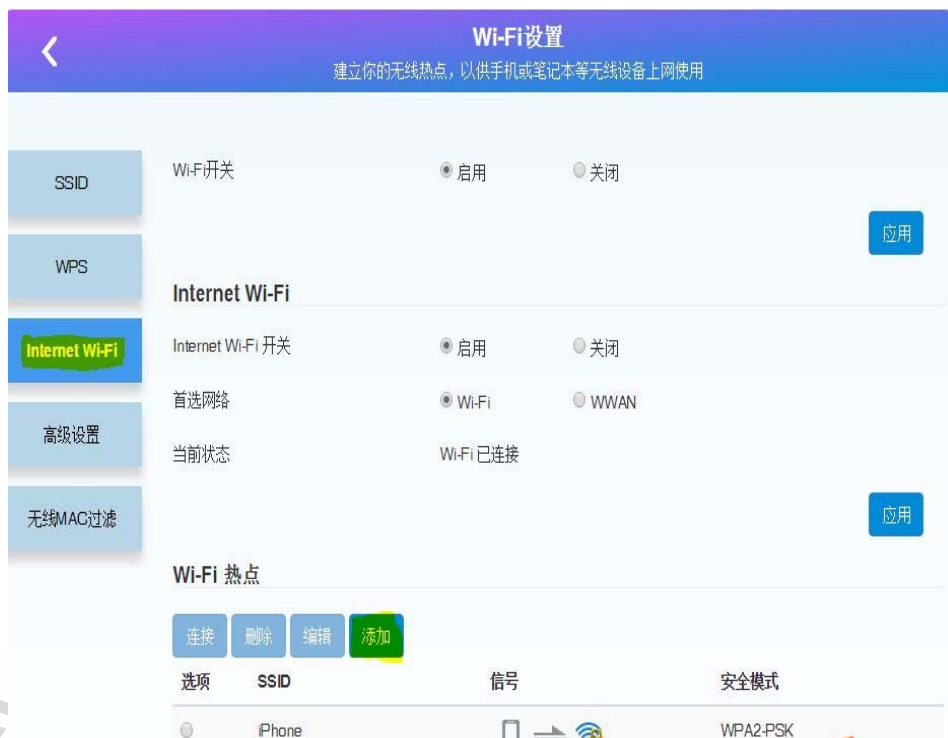 Wi-Fi设置
建立你的无线热点，以供手机或笔记本等无线设备上网使用
SSID
WPS
Internet Wi-Fi
高级设置
无线MAC过滤
Wi-Fi开关 启用 关闭
应用
Internet Wi-Fi
Internet Wi-Fi 开关 启用 关闭
首选网络 Wi-Fi WWAN
当前状态 Wi-Fi 已连接
应用
Wi-Fi 热点
连接 删除 编辑 添加
选项 SSID 信号 安全模式
iPhone WPA2-PSK